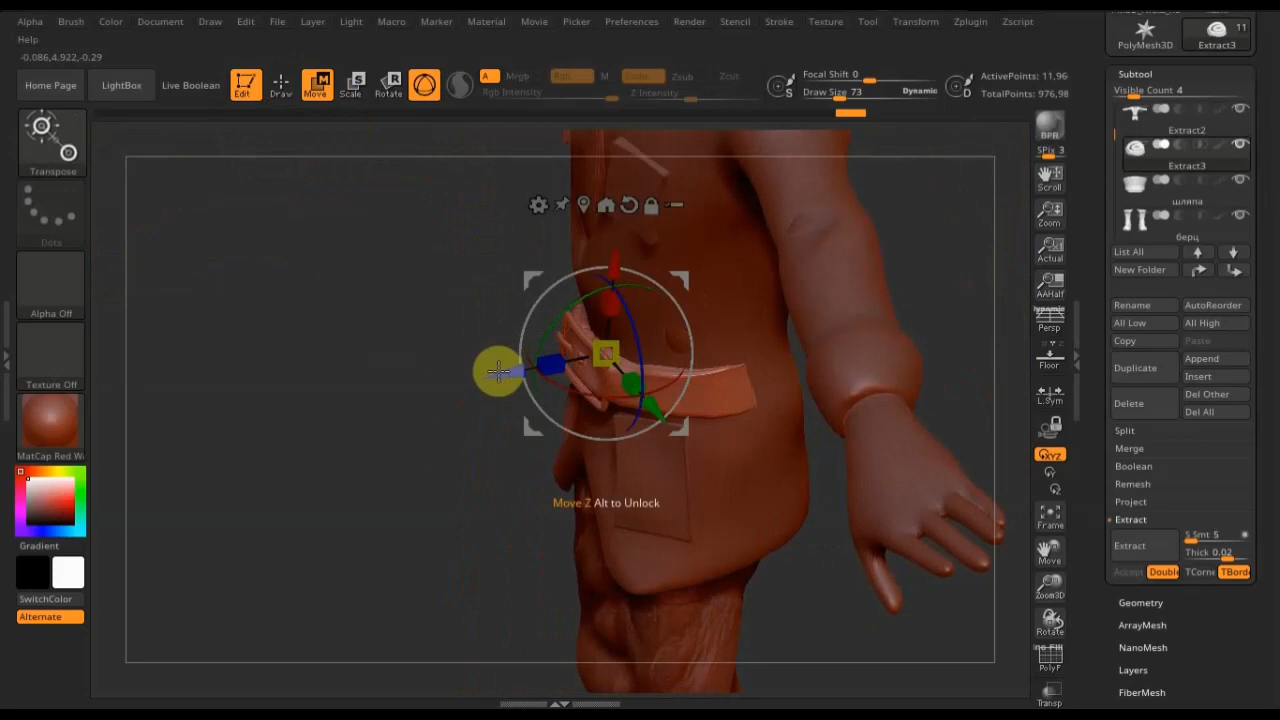 Alpha Brush Color Document Draw Edit File Layer Light Macro Marker Material Movie Picker Preferences Render Stencil Stroke Texture Tool Transform Zplugin Zscript
Help
-0.086,4.922,-0.29
Home Page
LightBox
Live Boolean
Edit
Draw
Move
Scale
Rotate
A
Mrgb
Rgb
M
Rgb Intensity
Zsub
Zcut
Z Intensity
S
Focal Shift 0
Draw Size 73
Dynamic
D
ActivePoints: 11,96
TotalPoints: 976,98
Transpose
Dots
Alpha Off
Texture Off
MatCap Red W
Gradient
SwitchColor
Alternate
Move Z Alt to Unlock
BPR
SPix 3
Scroll
Zoom
Actual
AAHalf
Dynamic
Persp
Floor
L.Sym
XYZ
Frame
Move
Zoom3D
Rotate
PolyF
Transp
PolyMesh3D
11
Extract3
Subtool
Visible Count 4
Extract2
Extract3
шляпа
берц
List All
New Folder
Rename
AutoReorder
All Low
All High
Copy
Paste
Duplicate
Append
Insert
Delete
Del Other
Del All
Split
Merge
Boolean
Remesh
Project
Extract
Extract
S Smt 5
Thick 0.02
Accept
Double
TCorne
TBord
Geometry
ArrayMesh
NanoMesh
Layers
FiberMesh